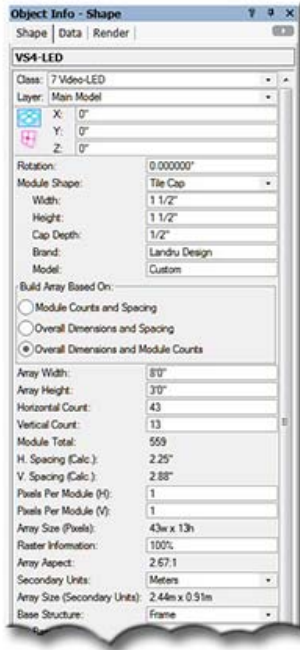 Object Info - Shape
Shape Data Render
VS4-LED
Class: 7 Video-LED
Layer: Main Model
X: 0"
Y: 0"
Z: 0"
Rotation: 0.000000°
Module Shape: Tile Cap
Width: 1 1/2"
Height: 1 1/2"
Cap Depth: 1/2"
Brand: Landru Design
Model: Custom
Build Array Based On:
Module Counts and Spacing
Overall Dimensions and Spacing
Overall Dimensions and Module Counts
Array Width: 8'0"
Array Height: 3'0"
Horizontal Count: 43
Vertical Count: 13
Module Total: 559
H. Spacing (Calc.): 2.25"
V. Spacing (Calc.): 2.88"
Pixels Per Module (H): 1
Pixels Per Module (V): 1
Array Size (Pixels): 43w x 13h
Raster Information: 100%
Array Aspect: 2.67:1
Secondary Units: Meters
Array Size (Secondary Units): 2.44m x 0.91m
Base Structure: Frame